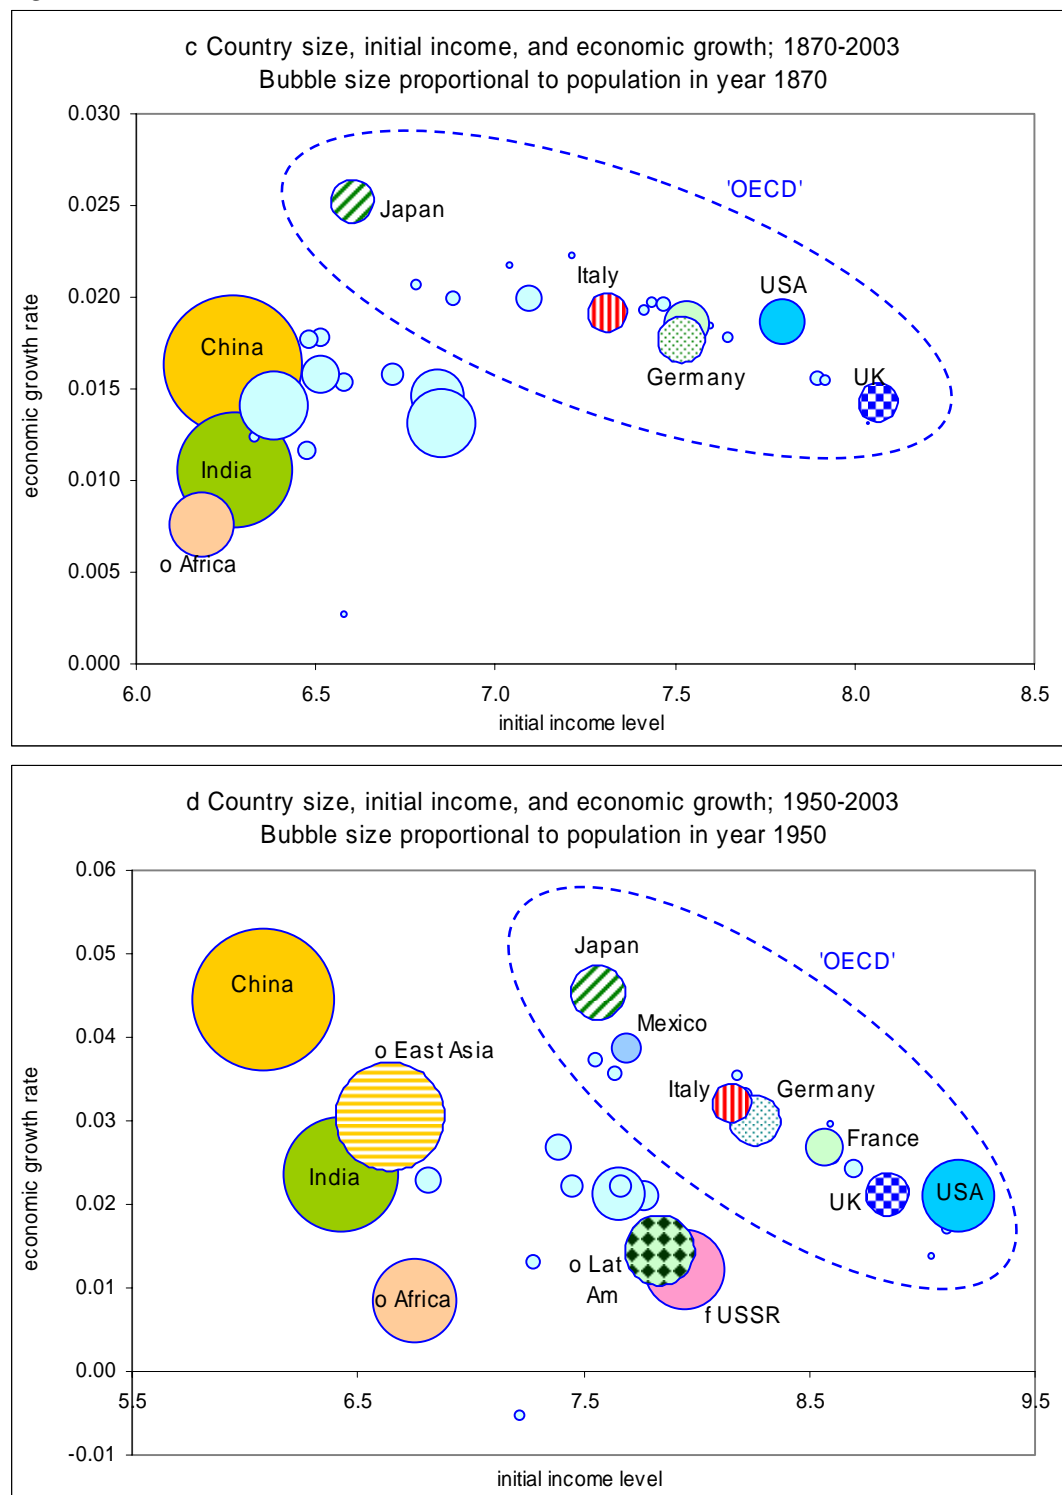 c Country size, initial income, and economic growth; 1870-2003
Bubble size proportional to population in year 1870
0.030
0.025
0.020
0.015
0.010
0.005
0.000
economic growth rate
'OECD'
Japan
Italy
USA
China
Germany
UK
India
o Africa
6.0 6.5 7.0 7.5 8.0 8.5
initial income level
d Country size, initial income, and economic growth; 1950-2003
Bubble size proportional to population in year 1950
0.06
0.05
0.04
0.03
0.02
0.01
0.00
-0.01
economic growth rate
Japan
'OECD'
China
Mexico
o East Asia
Italy
Germany
France
India
UK
USA
o Lat
Am
o Africa
f USSR
5.5 6.5 7.5 8.5 9.5
initial income level